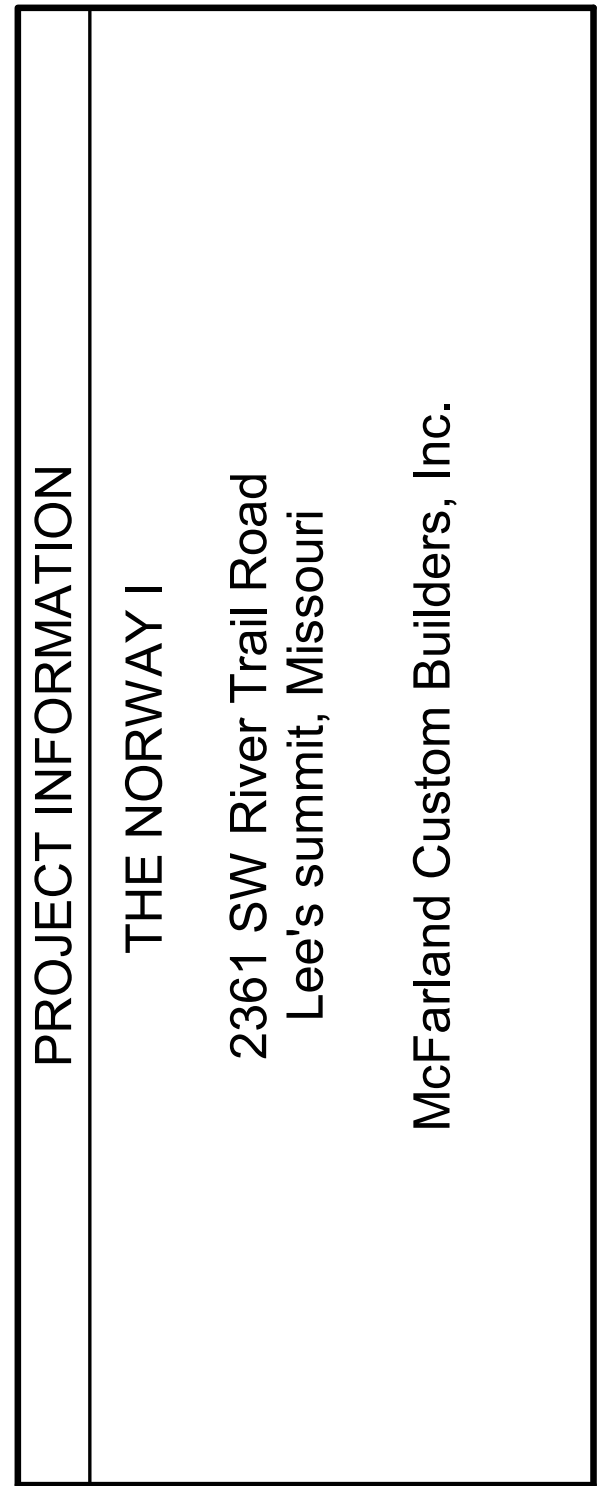 PROJECT INFORMATION
THE NORWAY I
2361 SW River Trail Road
Lee's summit, Missouri
McFarland Custom Builders, Inc.